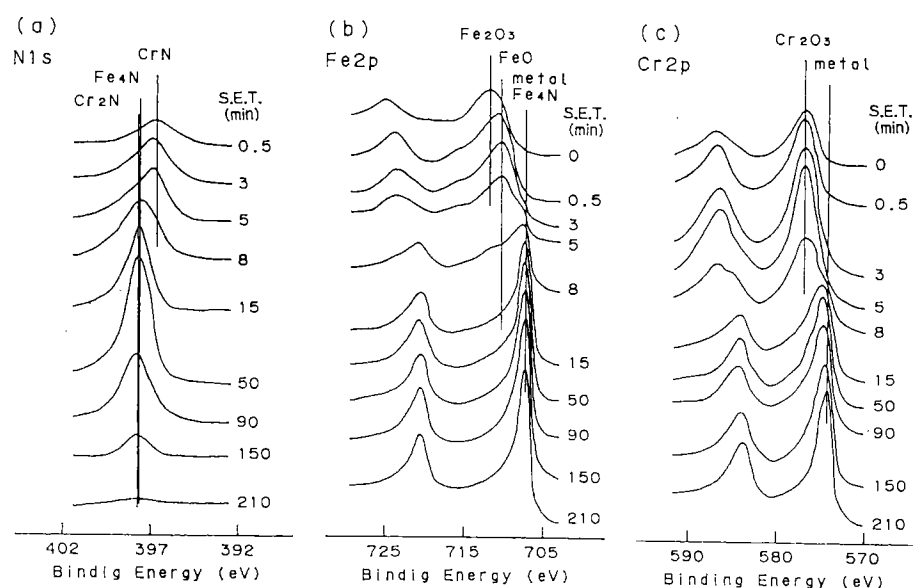 (a)
N1s
CrN
Fe₄N
Cr₂N
S.E.T.
(min)
0.5
3
5
8
15
50
90
150
210
402
397
392
Bindig Energy (eV)
(b)
Fe2p
Fe₂O₃
FeO
metal
Fe₄N
S.E.T.
(min)
0
0.5
3
5
8
15
50
90
150
210
725
715
705
Bindig Energy (eV)
(c)
Cr2p
Cr₂O₃
metal
S.E.T.
(min)
0
0.5
3
5
8
15
50
90
150
210
590
580
570
Binding Energy (eV)